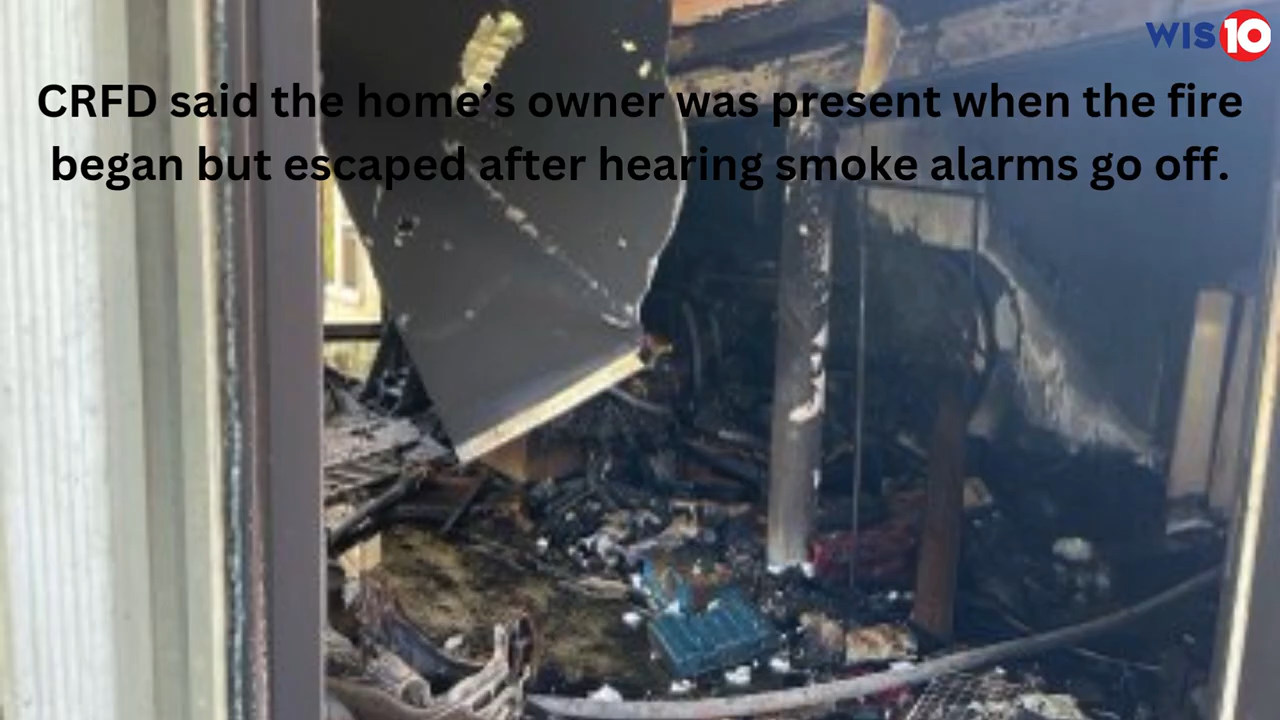 WIS10
CRFD said the home’s owner was present when the fire
began but escaped after hearing smoke alarms go off.